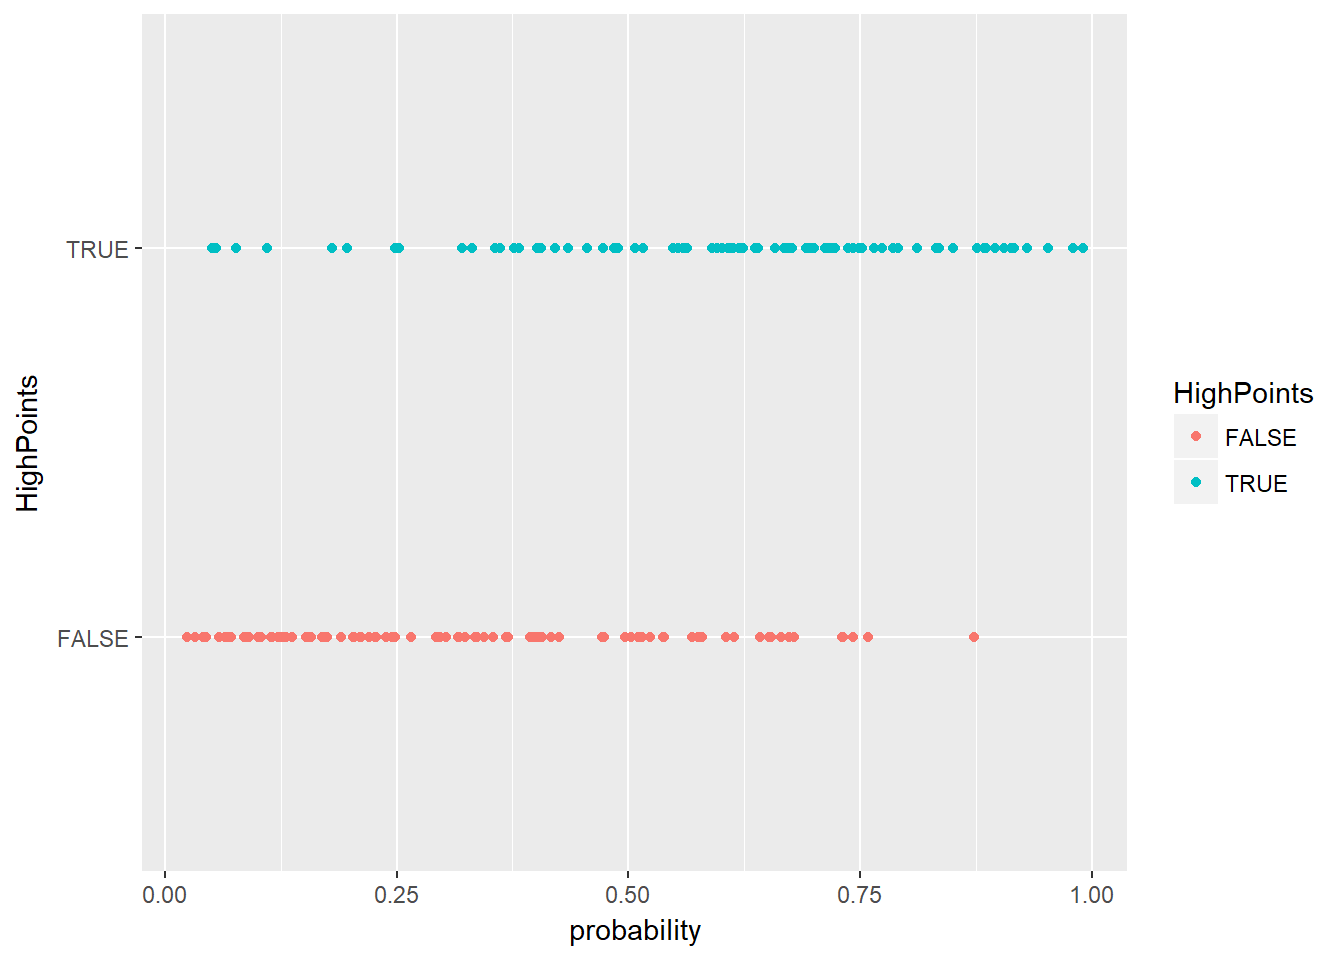 HighPoints
TRUE
FALSE
0.00
0.25
0.50
0.75
1.00
probability
HighPoints
FALSE
TRUE